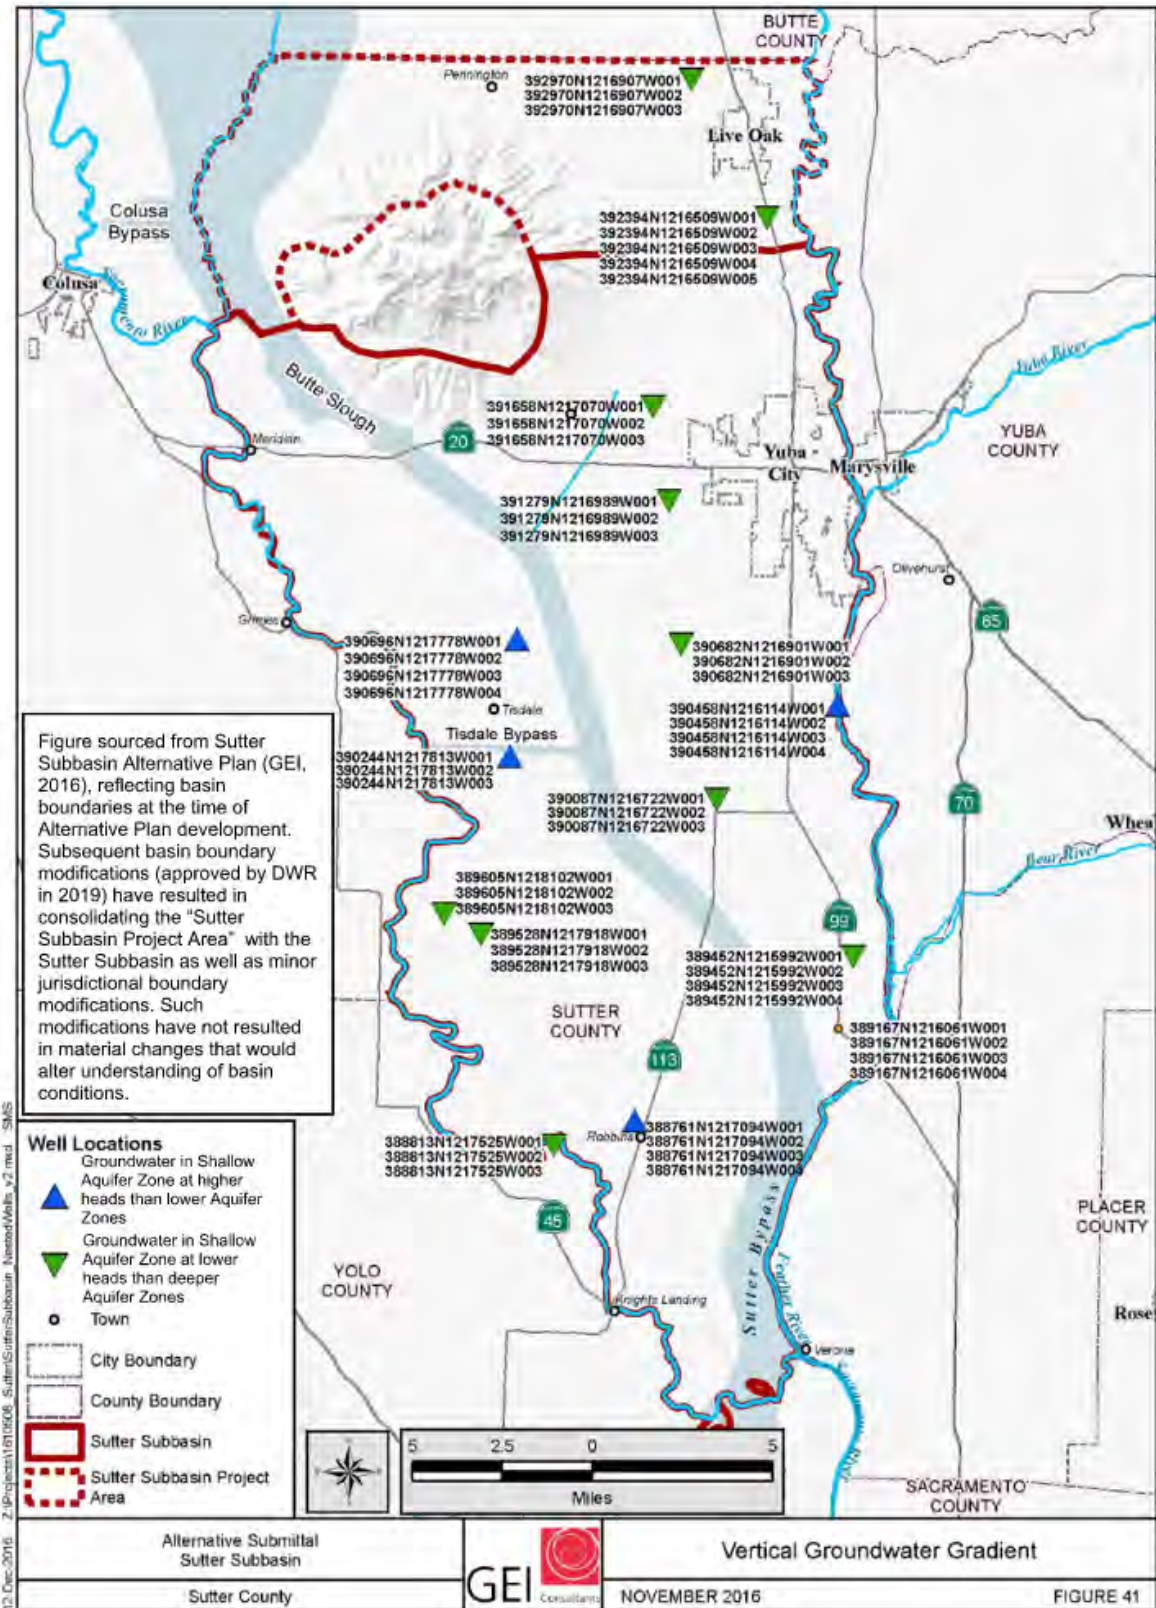 BUTTE
COUNTY
Pennington
392970N1216907W001
392970N1216907W002
392970N1216907W003
Live Oak
Colusa
Bypass
392394N1216509W001
392394N1216509W002
392394N1216509W003
392394N1216509W004
392394N1216509W005
Colusa
Sacramento River
Butte Slough
Yuba River
391658N1217070W001
391658N1217070W002
391658N1217070W003
20
Meridian
YUBA
COUNTY
Yuba
City
Marysville
391279N1216989W001
391279N1216989W002
391279N1216989W003
Olivehurst
65
Grimes
390696N1217778W001
390696N1217778W002
390696N1217778W003
390696N1217778W004
390682N1216901W001
390682N1216901W002
390682N1216901W003
Tisdale
Tisdale Bypass
390458N1216114W001
390458N1216114W002
390458N1216114W003
390458N1216114W004
390244N1217813W001
390244N1217813W002
390244N1217813W003
390087N1216722W001
390087N1216722W002
390087N1216722W003
70
Whea
Bear River
Figure sourced from Sutter
Subbasin Alternative Plan (GEI,
2016), reflecting basin
boundaries at the time of
Alternative Plan development.
Subsequent basin boundary
modifications (approved by DWR
in 2019) have resulted in
consolidating the "Sutter
Subbasin Project Area" with the
Sutter Subbasin as well as minor
jurisdictional boundary
modifications. Such
modifications have not resulted
in material changes that would
alter understanding of basin
conditions.
389605N1218102W001
389605N1218102W002
389605N1218102W003
389528N1217918W001
389528N1217918W002
389528N1217918W003
99
389452N1215992W001
389452N1215992W002
389452N1215992W003
389452N1215992W004
SUTTER
COUNTY
389167N1216061W001
389167N1216061W002
389167N1216061W003
389167N1216061W004
113
388813N1217525W001
388813N1217525W002
388813N1217525W003
Robbins
388761N1217094W001
388761N1217094W002
388761N1217094W003
388761N1217094W004
45
Sutter Bypass
Feather River
PLACER
COUNTY
YOLO
COUNTY
Knights Landing
Verona
Rose
SACRAMENTO
COUNTY
Well Locations
Groundwater in Shallow
Aquifer Zone at higher
heads than lower Aquifer
Zones
Groundwater in Shallow
Aquifer Zone at lower
heads than deeper
Aquifer Zones
Town
City Boundary
County Boundary
Sutter Subbasin
Sutter Subbasin Project
Area
5 2.5 0 5
Miles
Alternative Submittal
Sutter Subbasin
Sutter County
GEI Consultants
Vertical Groundwater Gradient
NOVEMBER 2016
FIGURE 41
12-Dec-2016
SMS